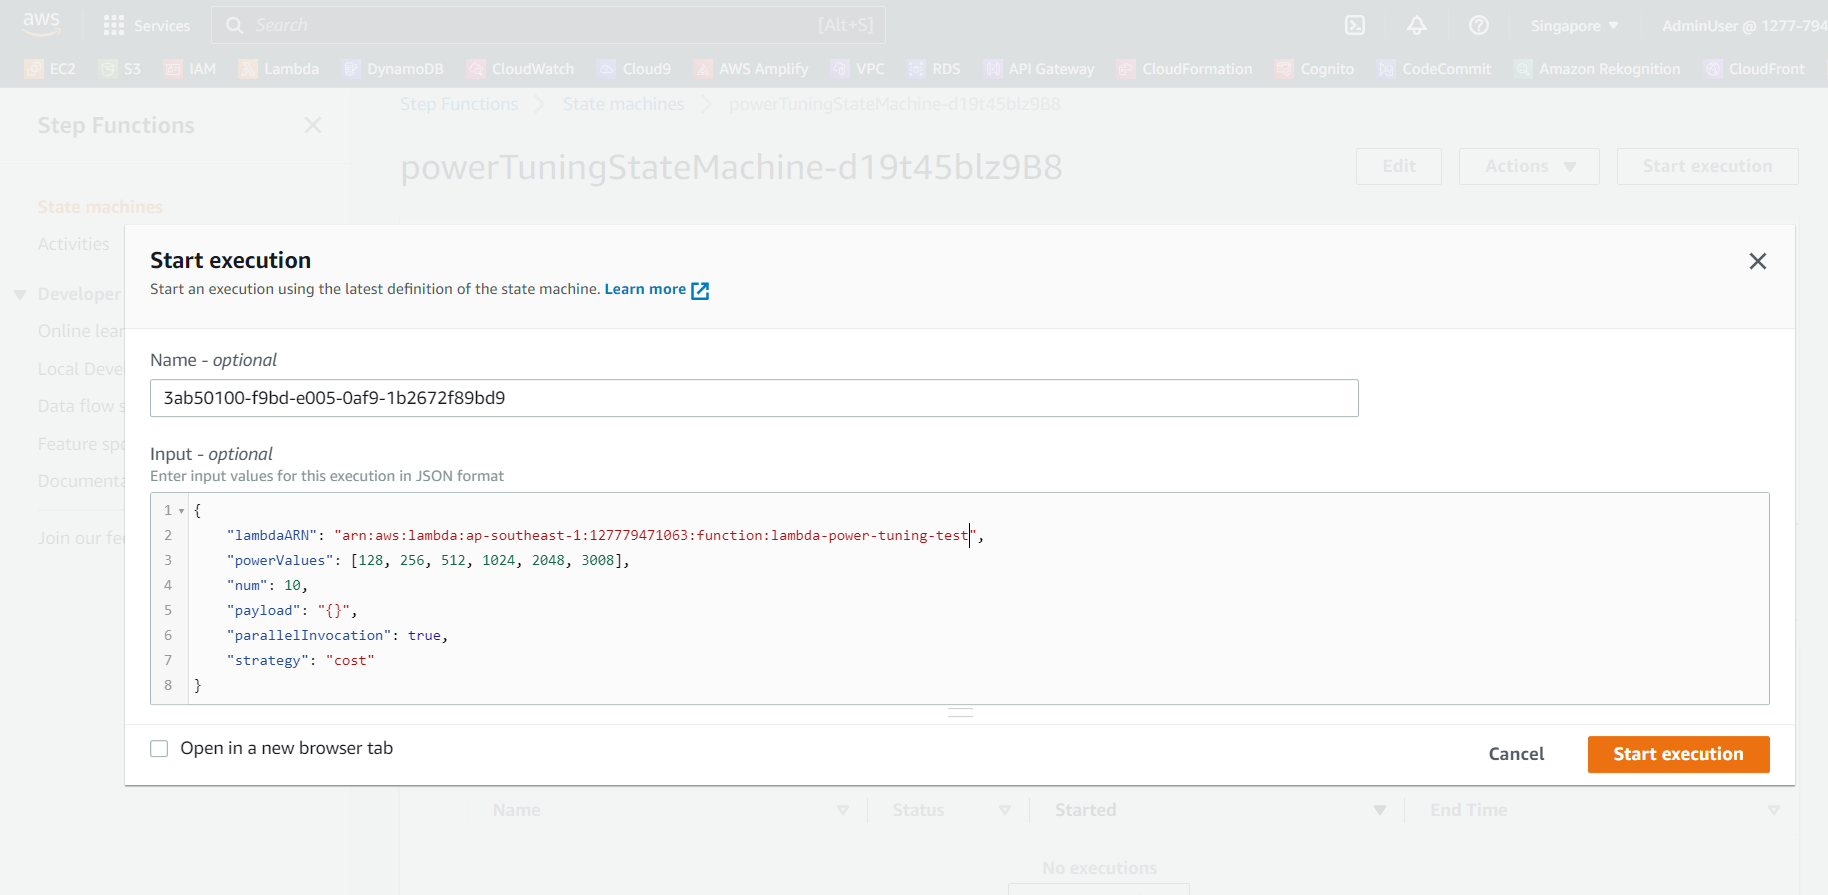 aws
Services
Search
[Alt+S]
Singapore
AdminUser @ 1277-794
EC2
S3
IAM
Lambda
DynamoDB
CloudWatch
Cloud9
AWS Amplify
VPC
RDS
API Gateway
CloudFormation
Cognito
CodeCommit
Amazon Rekognition
CloudFront
Step Functions
State machines
powerTuningStateMachine-d19t45blz9B8
Step Functions
powerTuningStateMachine-d19t45blz9B8
Edit
Actions
Start execution
State machines
Activities
Developer
Online lear
Local Deve
Data flow s
Feature spo
Documenta
Join our fee
Start execution
Start an execution using the latest definition of the state machine. Learn more
Name - optional
3ab50100-f9bd-e005-0af9-1b2672f89bd9
Input - optional
Enter input values for this execution in JSON format
1 {
2 "lambdaARN": "arn:aws:lambda:ap-southeast-1:127779471063:function:lambda-power-tuning-test",
3 "powerValues": [128, 256, 512, 1024, 2048, 3008],
4 "num": 10,
5 "payload": "{}",
6 "parallelInvocation": true,
7 "strategy": "cost"
8 }
Open in a new browser tab
Cancel
Start execution
Name
Status
Started
End Time
No executions